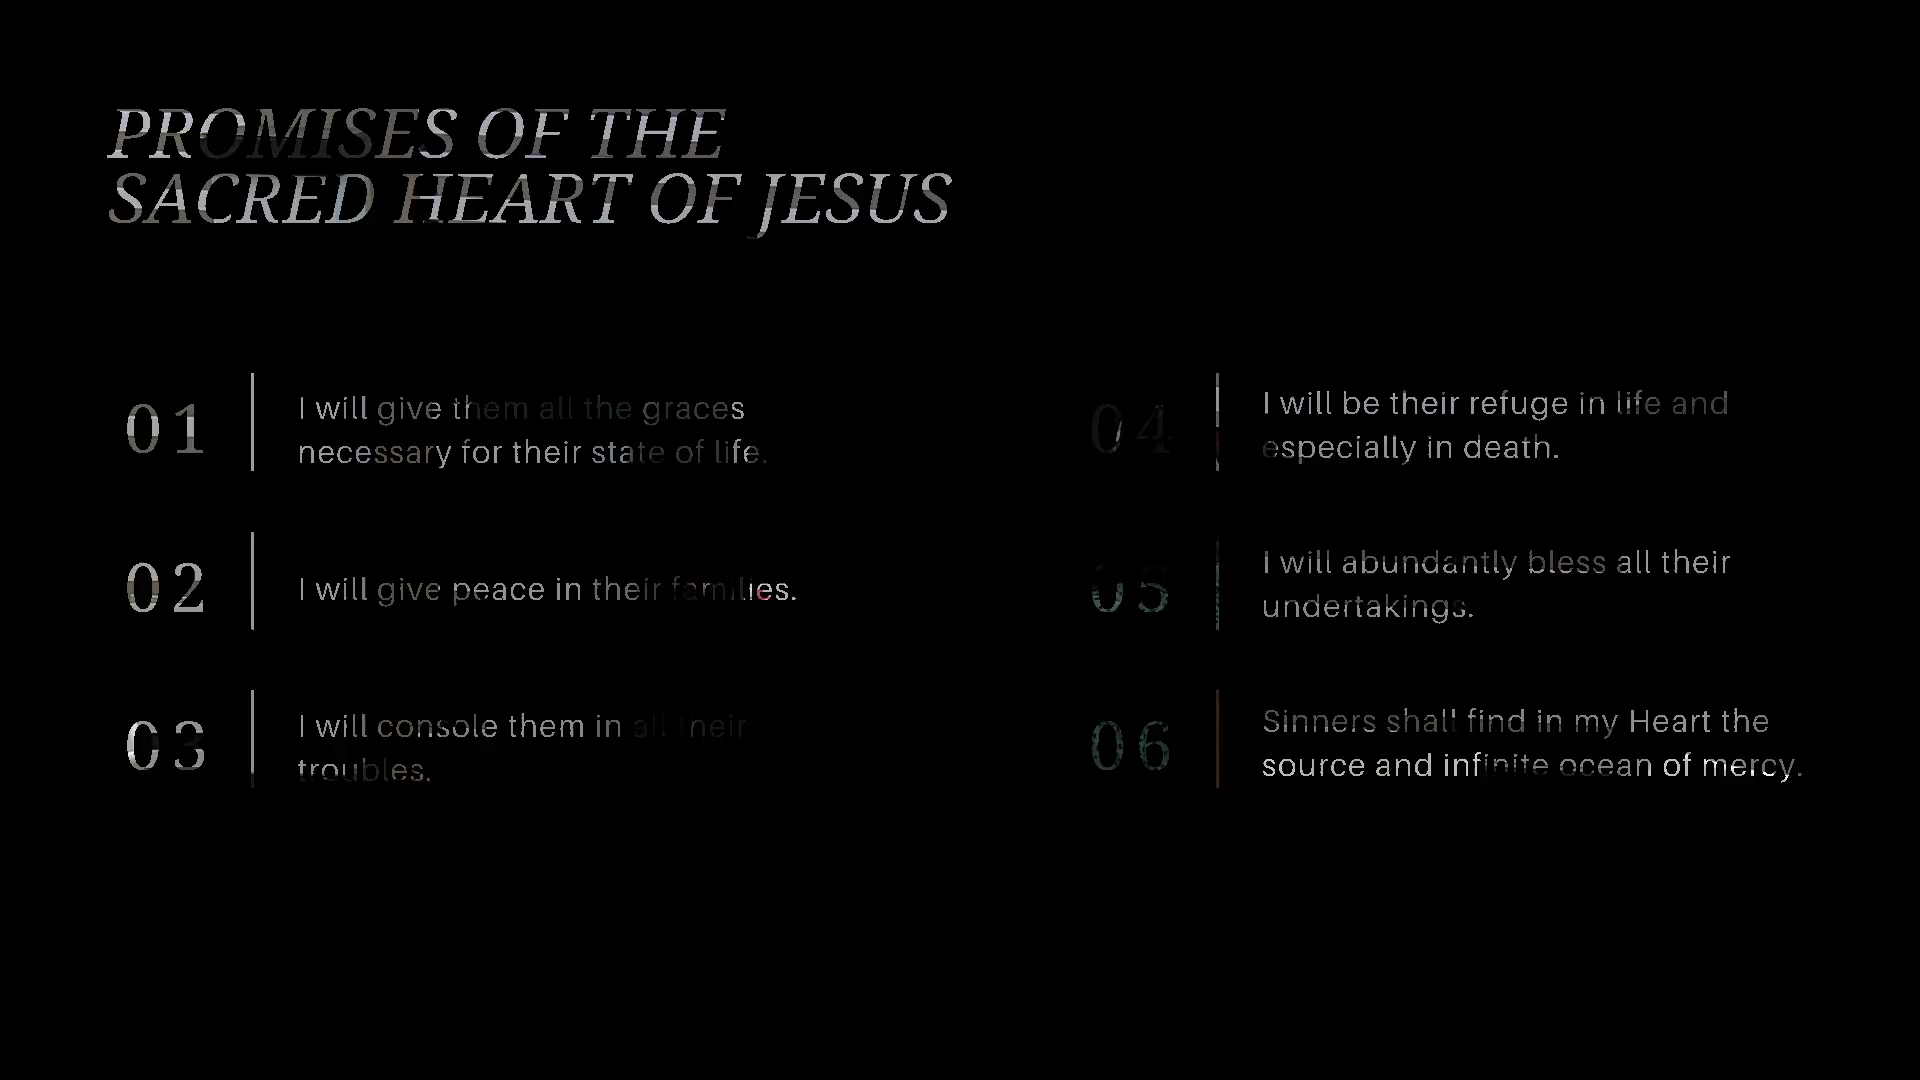 PROMISES OF THE
SACRED HEART OF JESUS
01
I will give them all the graces
necessary for their state of life.
02
I will give peace in their families.
03
I will console them in all their
troubles.
04
I will be their refuge in life and
especially in death.
05
I will abundantly bless all their
undertakings.
06
Sinners shall find in my Heart the
source and infinite ocean of mercy.